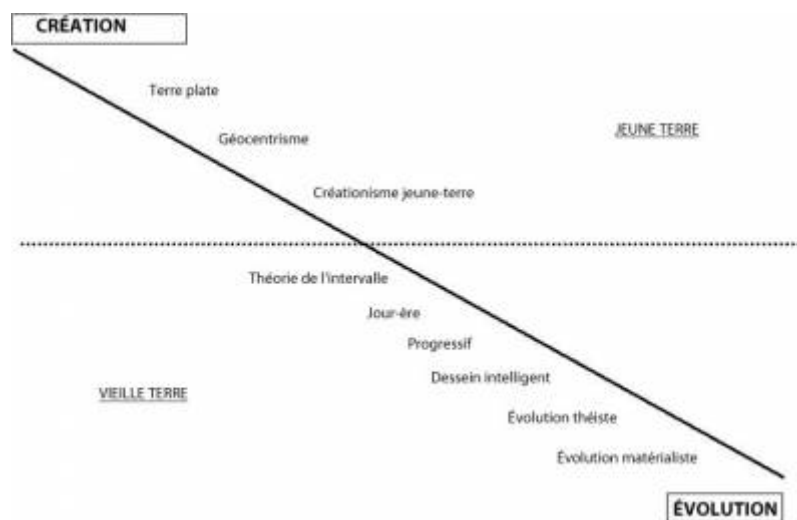 CRÉATION
Terre plate
JEUNE TERRE
Géocentrisme
Créationisme jeune-terre
Théorie de l'intervalle
Jour-ère
Progressif
Dessein intelligent
VIEILLE TERRE
Évolution théiste
Évolution matérialiste
ÉVOLUTION